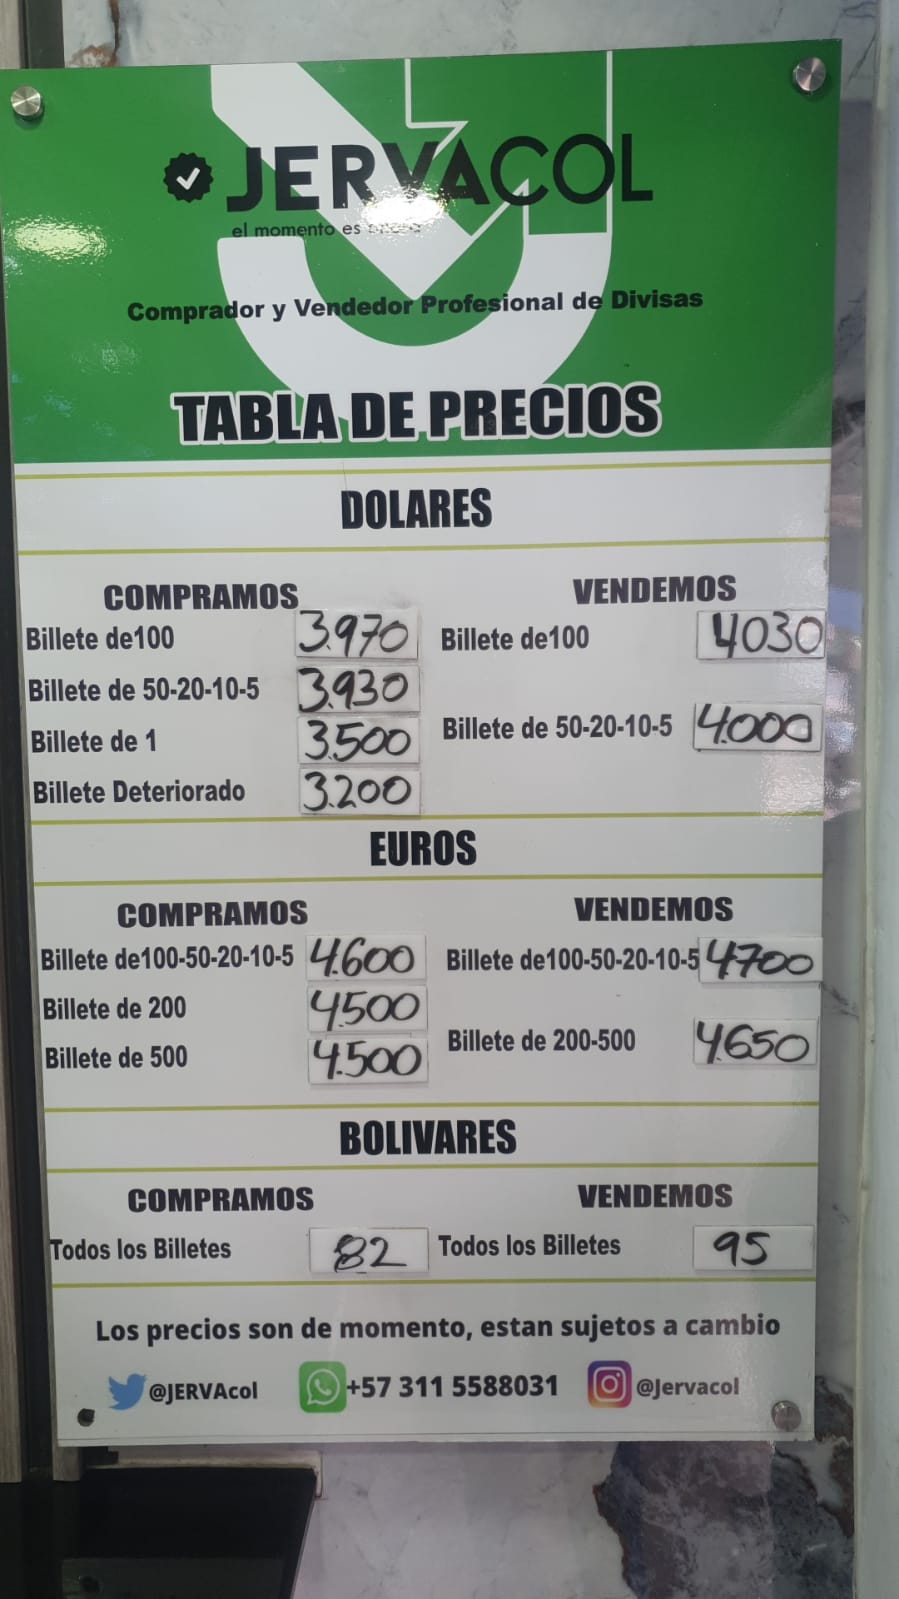 JERVACOL
el momento es
Comprador y Vendedor Profesional de Divisas
TABLA DE PRECIOS
DOLARES
COMPRAMOS VENDEMOS
Billete de100 3.970 Billete de100 4030
Billete de 50-20-10-5 3.930
Billete de 50-20-10-5 4.000
Billete de 1 3.500
Billete Deteriorado 3.200
EUROS
COMPRAMOS VENDEMOS
Billete de100-50-20-10-5 4.600 Billete de100-50-20-10-5 4.700
Billete de 200 4.500
Billete de 200-500 4.650
Billete de 500 4.500
BOLIVARES
COMPRAMOS VENDEMOS
Todos los Billetes 82 Todos los Billetes 95
Los precios son de momento, estan sujetos a cambio
@JERVAcol +57 311 5588031 @Jervacol